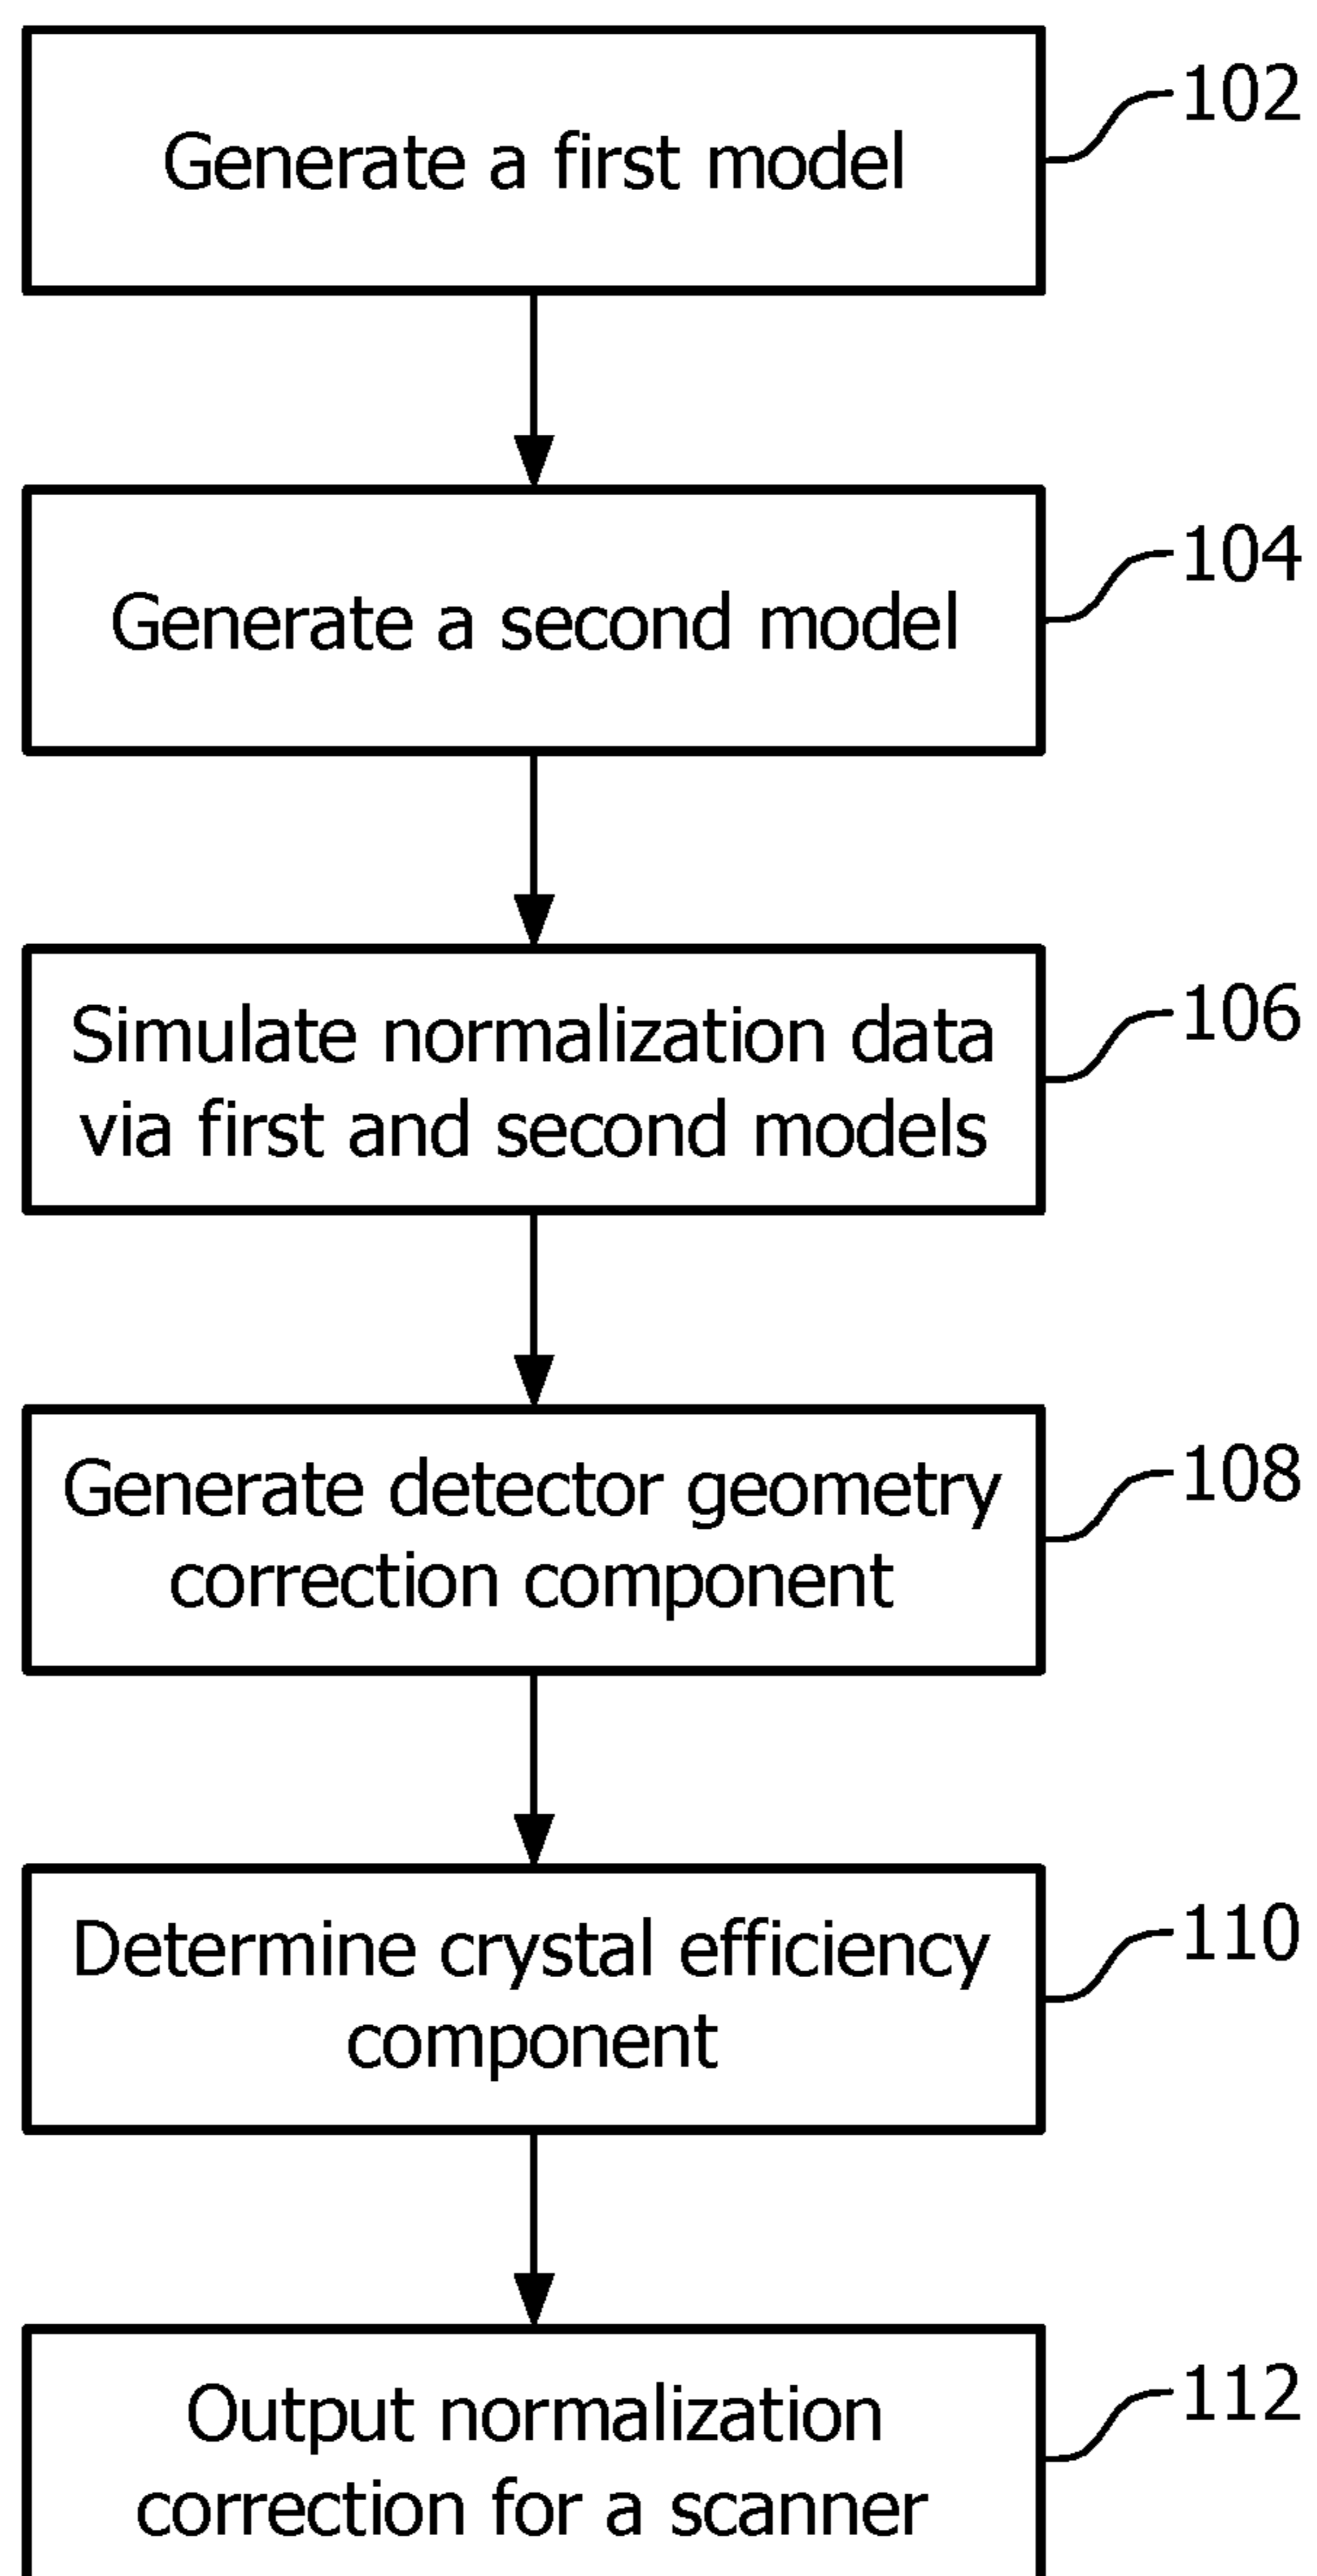 Generate a first model
102
Generate a second model
104
Simulate normalization data
via first and second models
106
Generate detector geometry
correction component
108
Determine crystal efficiency
component
110
Output normalization
correction for a scanner
112